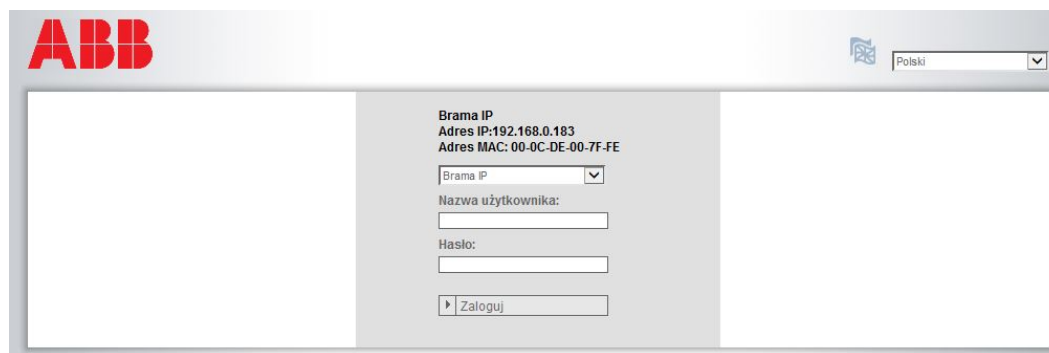 ABB
Polski
Brama IP
Adres IP:192.168.0.183
Adres MAC: 00-0C-DE-00-7F-FE
Brama IP
Nazwa użytkownika:
Hasło:
Zaloguj